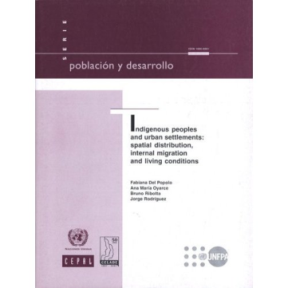 SERIE
población y desarrollo
Indigenous peoples
and urban settlements:
spatial distribution,
internal migration
and living conditions
Fabiana Del Popolo
Ana María Oyarce
Bruno Ribotta
Jorge Rodríguez
CEPAL
CELADE
UNFPA